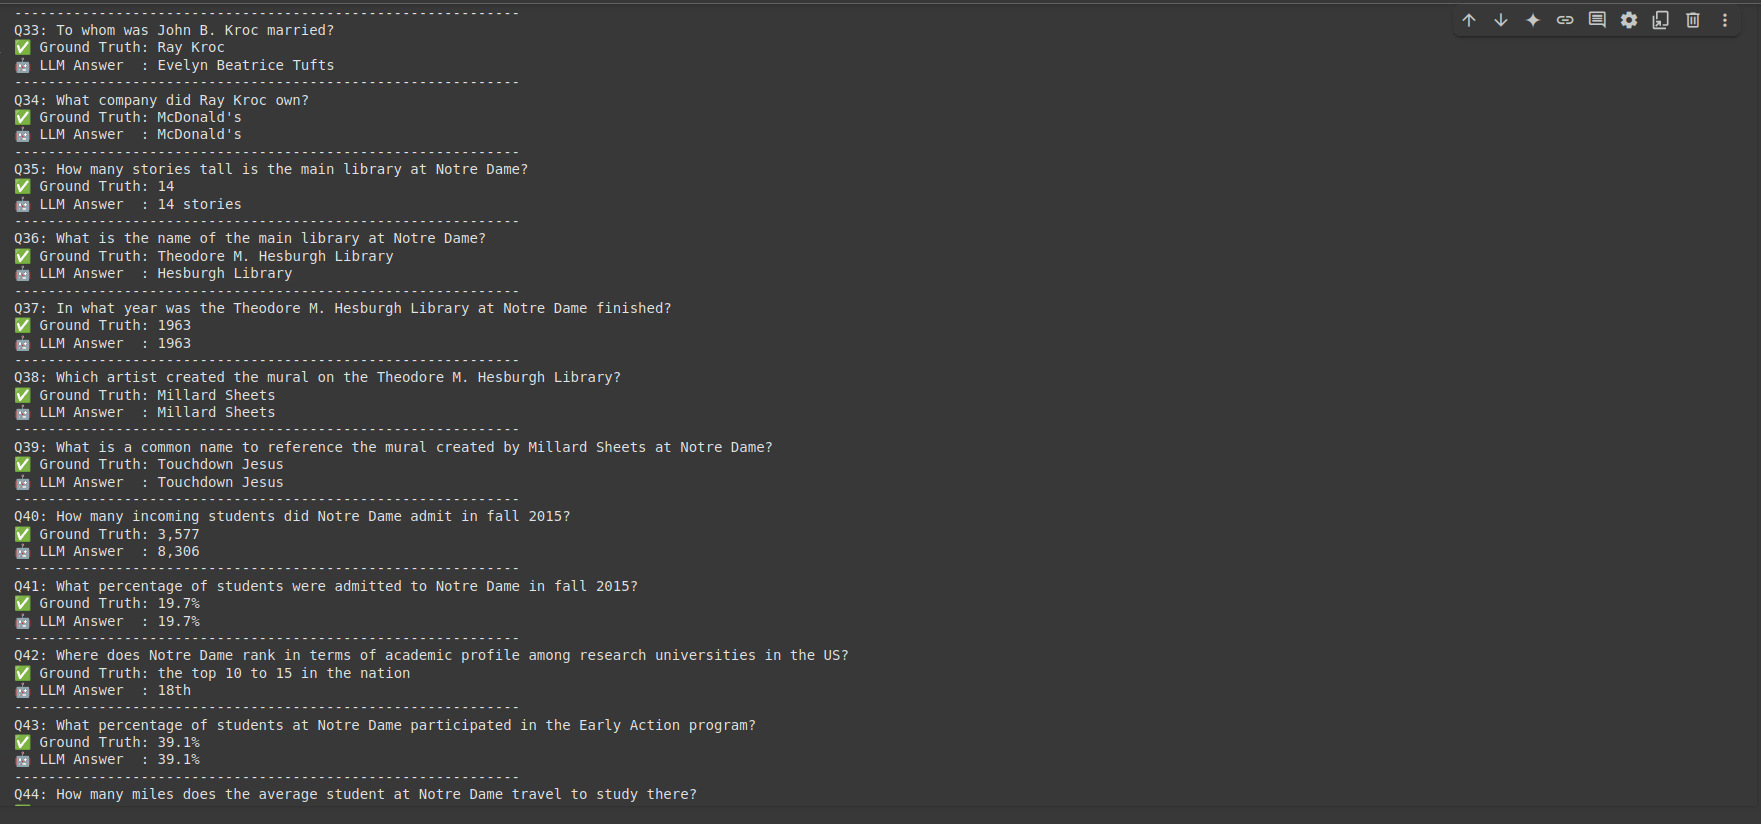 ------------------------------------------------------------
Q33: To whom was John B. Kroc married?
✅ Ground Truth: Ray Kroc
🤖 LLM Answer  : Evelyn Beatrice Tufts
------------------------------------------------------------
Q34: What company did Ray Kroc own?
✅ Ground Truth: McDonald's
🤖 LLM Answer  : McDonald's
------------------------------------------------------------
Q35: How many stories tall is the main library at Notre Dame?
✅ Ground Truth: 14
🤖 LLM Answer  : 14 stories
------------------------------------------------------------
Q36: What is the name of the main library at Notre Dame?
✅ Ground Truth: Theodore M. Hesburgh Library
🤖 LLM Answer  : Hesburgh Library
------------------------------------------------------------
Q37: In what year was the Theodore M. Hesburgh Library at Notre Dame finished?
✅ Ground Truth: 1963
🤖 LLM Answer  : 1963
------------------------------------------------------------
Q38: Which artist created the mural on the Theodore M. Hesburgh Library?
✅ Ground Truth: Millard Sheets
🤖 LLM Answer  : Millard Sheets
------------------------------------------------------------
Q39: What is a common name to reference the mural created by Millard Sheets at Notre Dame?
✅ Ground Truth: Touchdown Jesus
🤖 LLM Answer  : Touchdown Jesus
------------------------------------------------------------
Q40: How many incoming students did Notre Dame admit in fall 2015?
✅ Ground Truth: 3,577
🤖 LLM Answer  : 8,306
------------------------------------------------------------
Q41: What percentage of students were admitted to Notre Dame in fall 2015?
✅ Ground Truth: 19.7%
🤖 LLM Answer  : 19.7%
------------------------------------------------------------
Q42: Where does Notre Dame rank in terms of academic profile among research universities in the US?
✅ Ground Truth: the top 10 to 15 in the nation
🤖 LLM Answer  : 18th
------------------------------------------------------------
Q43: What percentage of students at Notre Dame participated in the Early Action program?
✅ Ground Truth: 39.1%
🤖 LLM Answer  : 39.1%
------------------------------------------------------------
Q44: How many miles does the average student at Notre Dame travel to study there?